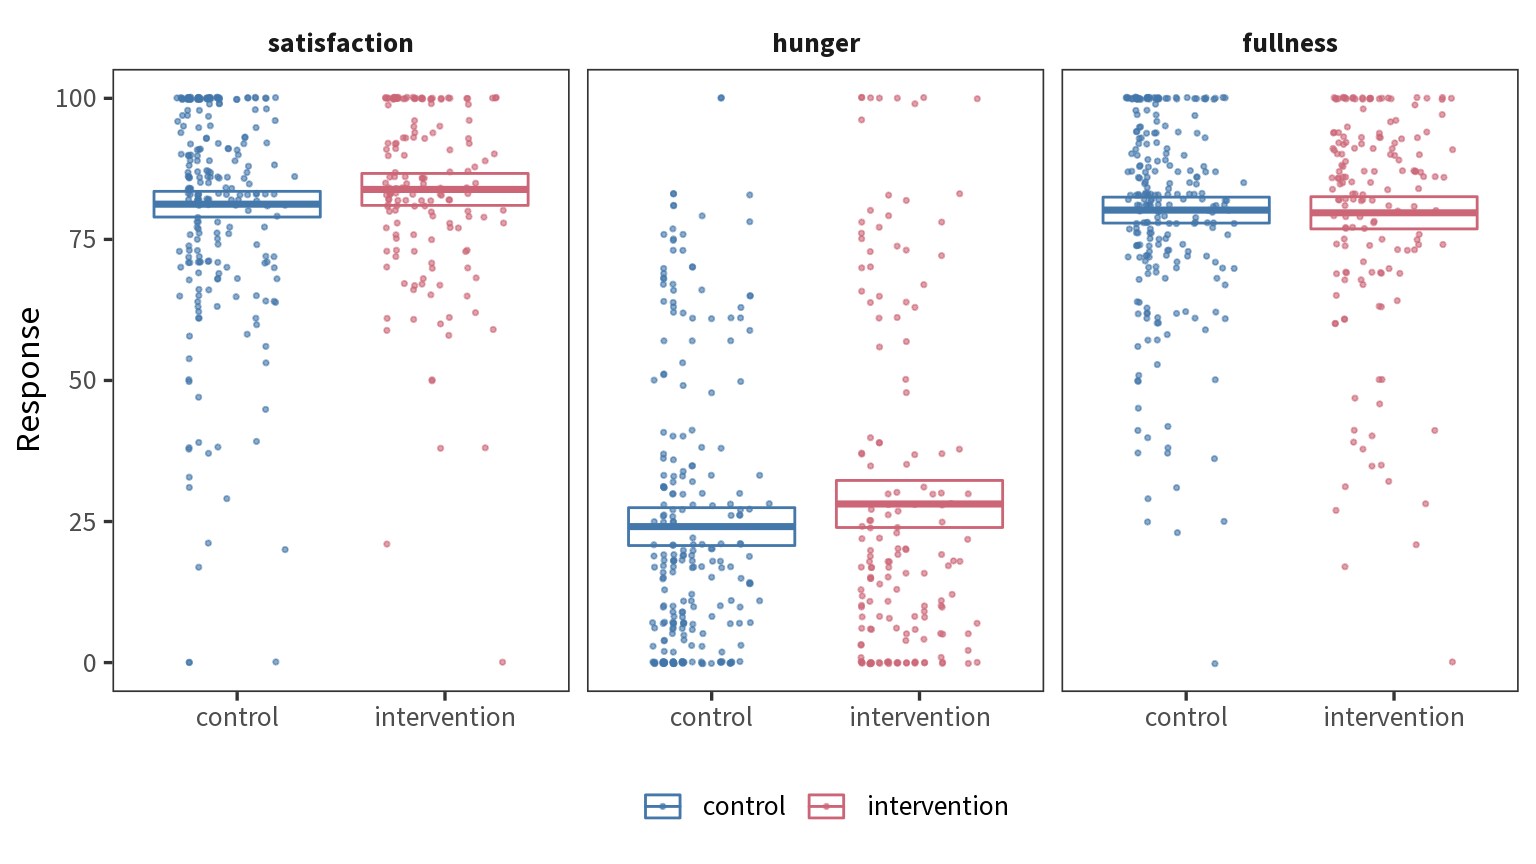 satisfaction hunger fullness
Response
100
75
50
25
0
control intervention control intervention control intervention
control intervention